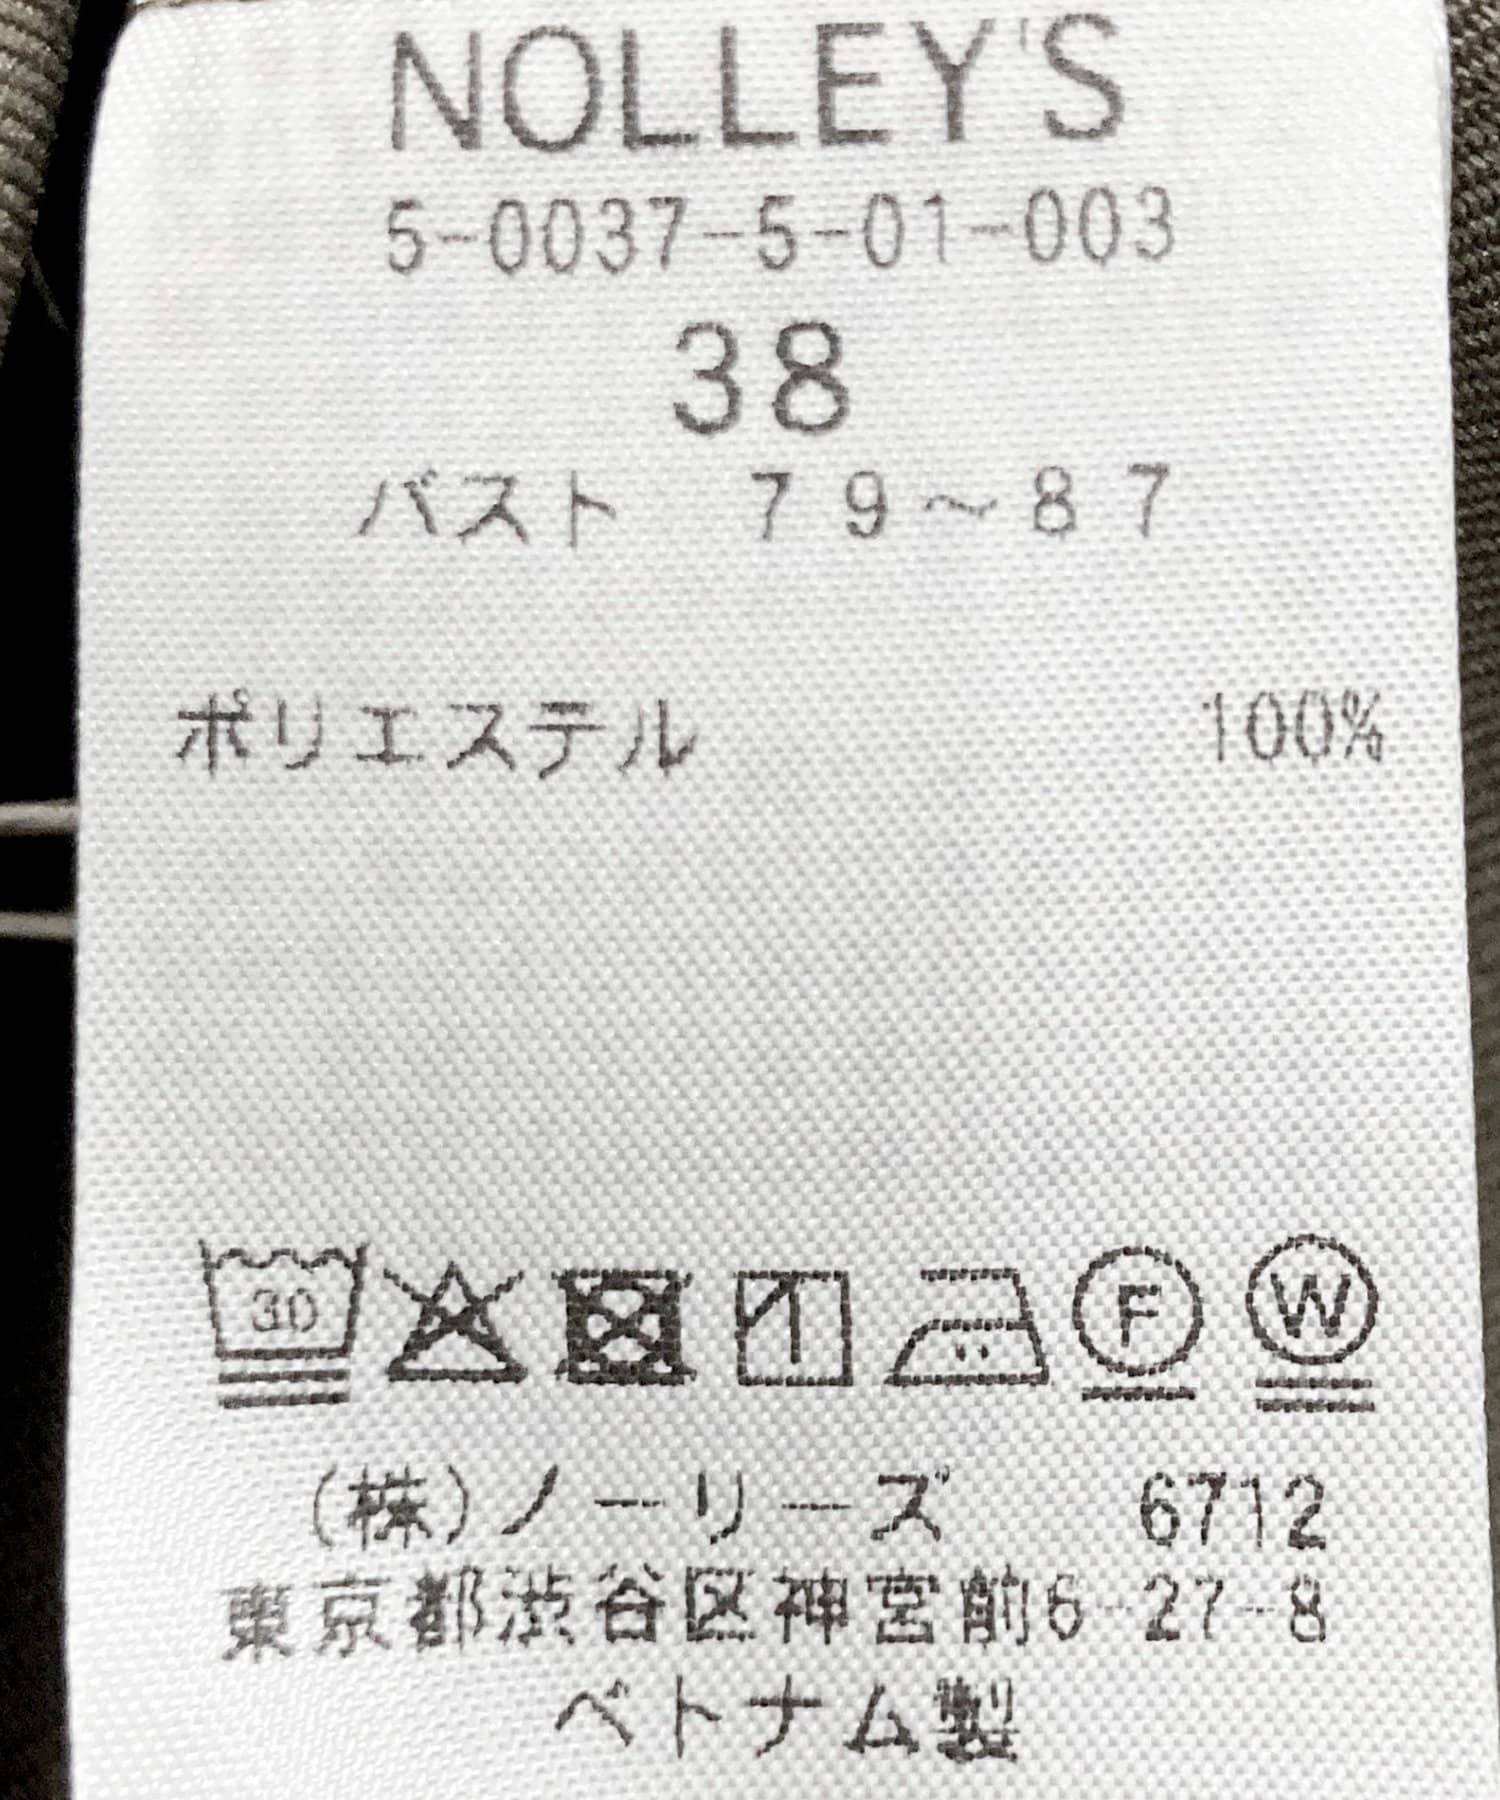 NOLLEY'S
5-0037-5-01-003
38
バスト 79～87
ポリエステル 100%
30 F W
(株)ノーリーズ 6712
東京都渋谷区神宮前6-27-8
ベトナム製